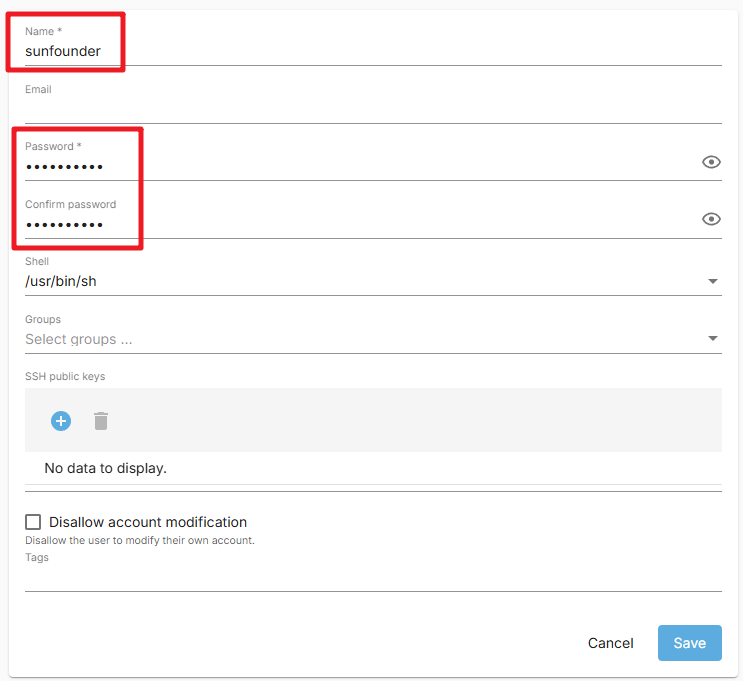 Name *
sunfounder
Email
Password *
••••••••••
Confirm password
••••••••••
Shell
/usr/bin/sh
Groups
Select groups ...
SSH public keys
No data to display.
Disallow account modification
Disallow the user to modify their own account.
Tags
Cancel Save